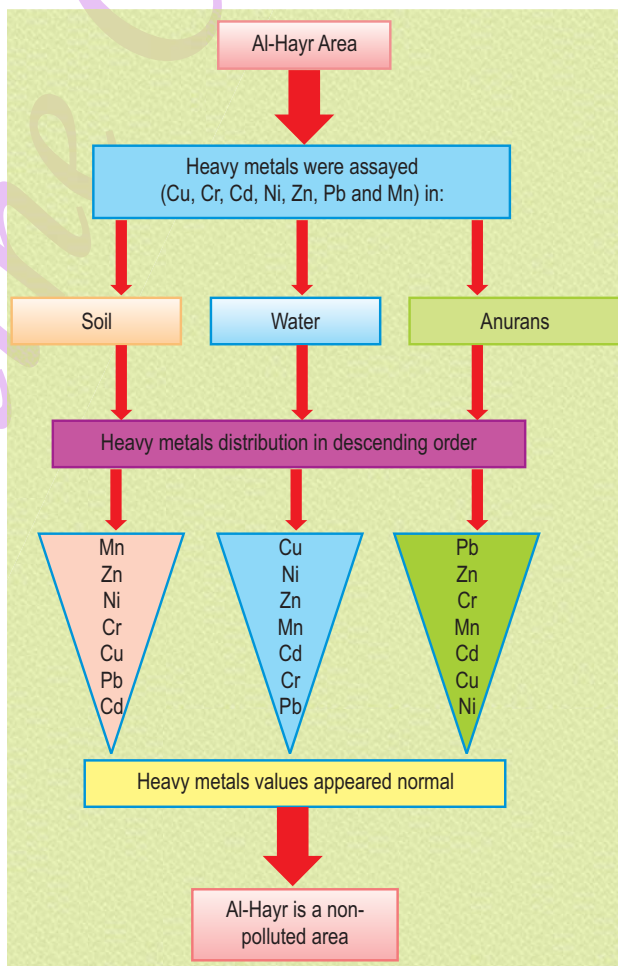 Al-Hayr Area
Heavy metals were assayed
(Cu, Cr, Cd, Ni, Zn, Pb and Mn) in:
Soil
Water
Anurans
Heavy metals distribution in descending order
Mn
Zn
Ni
Cr
Cu
Pb
Cd
Cu
Ni
Zn
Mn
Cd
Cr
Pb
Pb
Zn
Cr
Mn
Cd
Cu
Ni
Heavy metals values appeared normal
Al-Hayr is a non-
polluted area